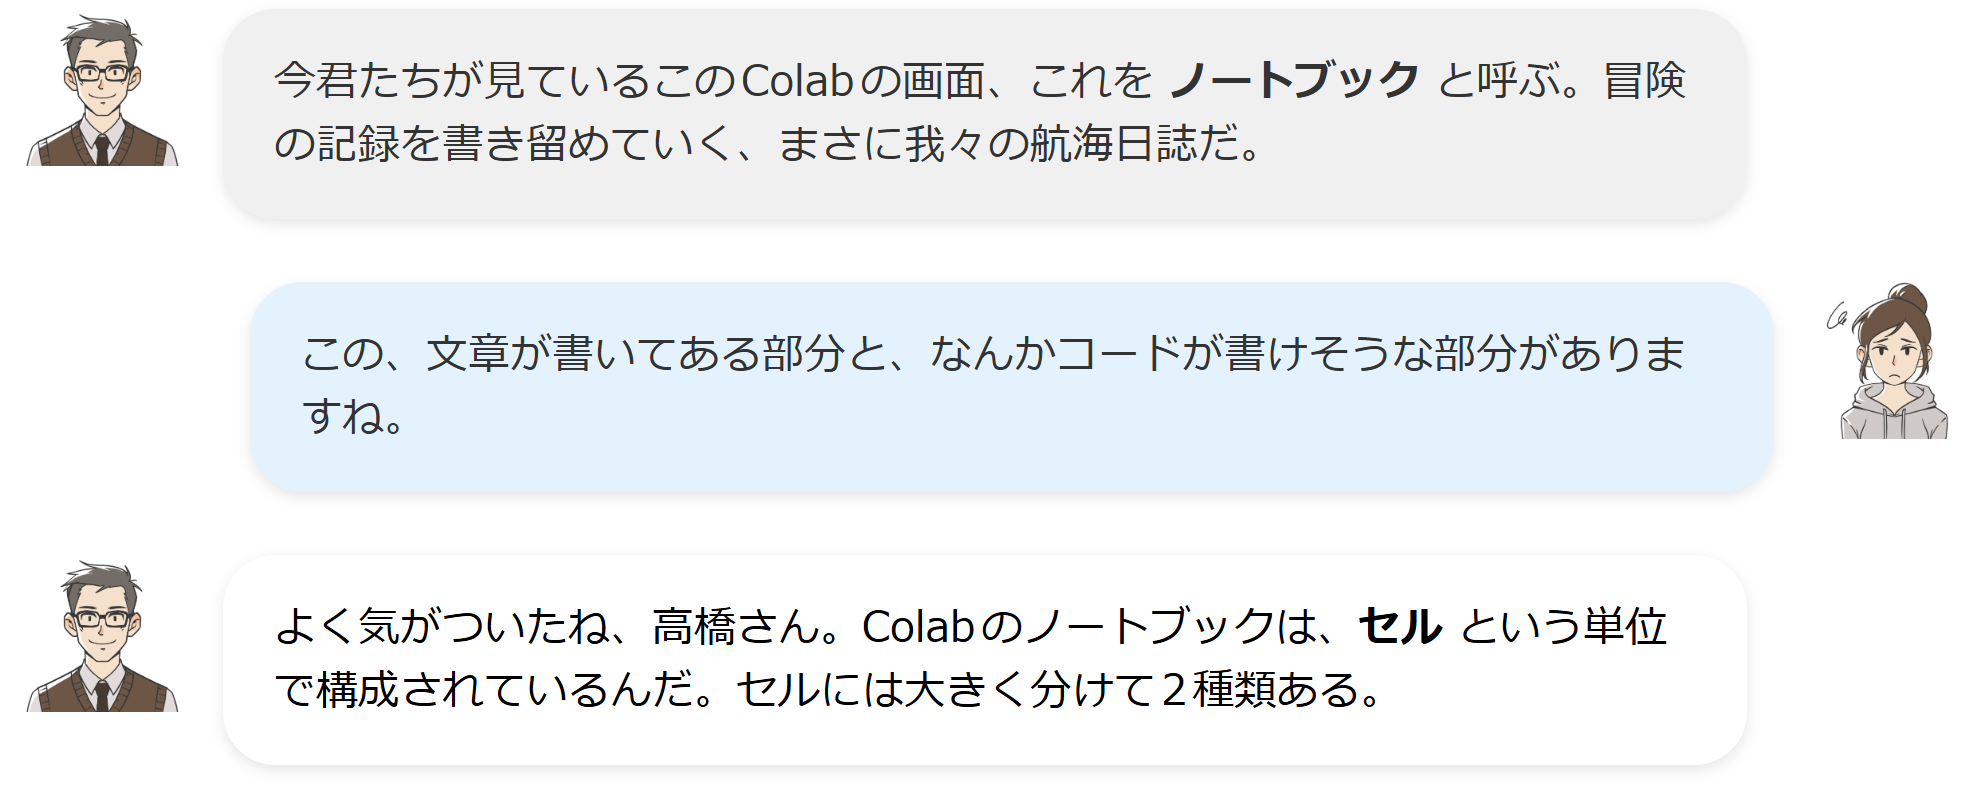 今君たちが見ているこのColabの画面、これを ノートブック と呼ぶ。冒険
の記録を書き留めていく、まさに我々の航海日誌だ。
この、文章が書いてある部分と、なんかコードが書けそうな部分がありま
すね。
よく気がついたね、高橋さん。Colabのノートブックは、セル という単位
で構成されているんだ。セルには大きく分けて２種類ある。